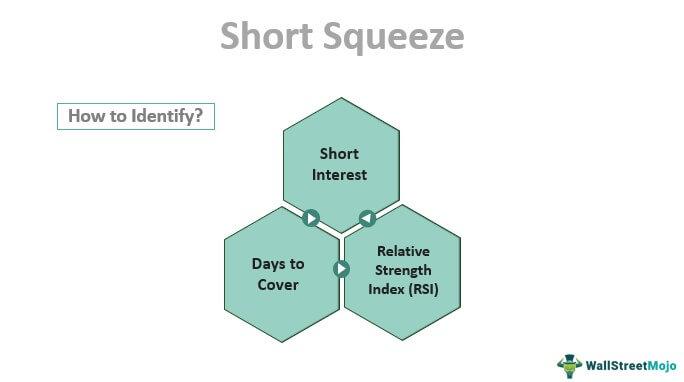 Short Squeeze
How to Identify?
Short
Interest
Days to
Cover
Relative
Strength
Index (RSI)
WallStreetMojo